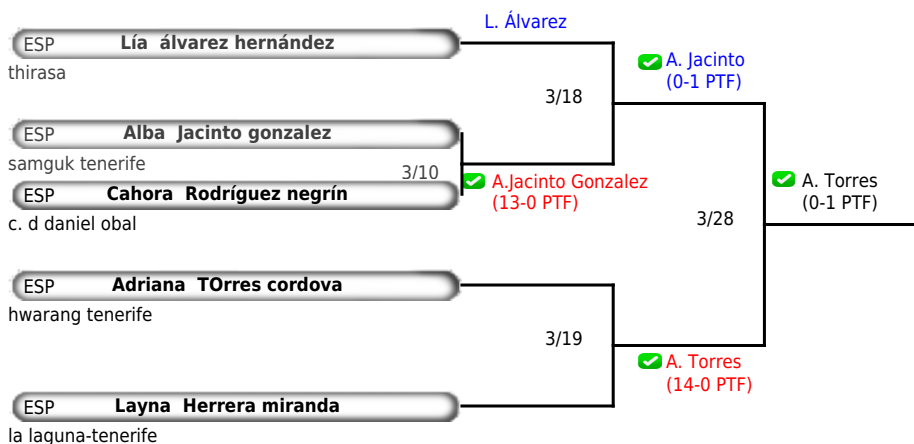 L. Álvarez
ESP Lía álvarez hernández
thirasa
A. Jacinto
(0-1 PTF)
3/18
ESP Alba Jacinto gonzalez
samguk tenerife
3/10
A.Jacinto Gonzalez
(13-0 PTF)
ESP Cahora Rodríguez negrín
c. d daniel obal
A. Torres
(0-1 PTF)
3/28
ESP Adriana TOrres cordova
hwarang tenerife
3/19
A. Torres
(14-0 PTF)
ESP Layna Herrera miranda
la laguna-tenerife